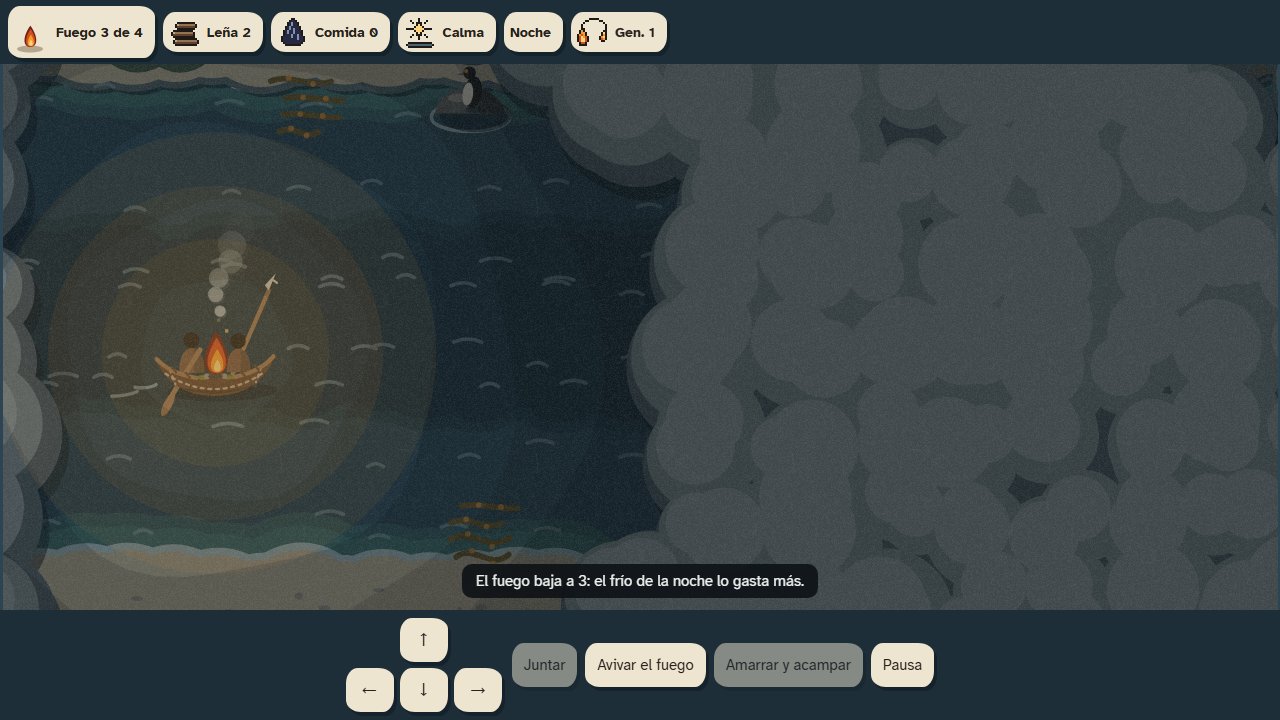 Fuego 3 de 4
Leña 2
Comida 0
Calma
Noche
Gen. 1
El fuego baja a 3: el frío de la noche lo gasta más.
↑
← ↓ →
Juntar
Avivar el fuego
Amarrar y acampar
Pausa